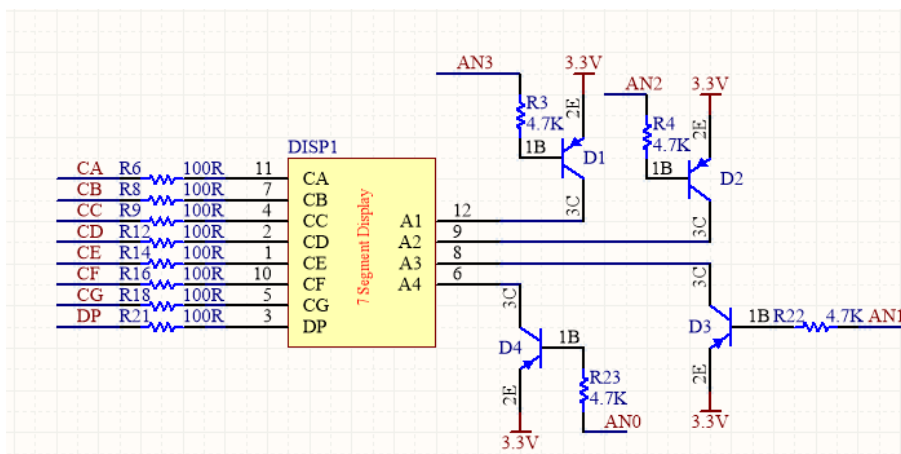 AN3
3.3V
AN2
3.3V
R3
4.7K
2E
R4
4.7K
2E
1B
D1
1B
D2
3C
3C
DISP1
7 Segment Display
CA R6 100R 11 CA
CB R8 100R 7 CB
CC R9 100R 4 CC
CD R12 100R 2 CD
CE R14 100R 1 CE
CF R16 100R 10 CF
CG R18 100R 5 CG
DP R21 100R 3 DP
A1 12
A2 9
A3 8
A4 6
3C
D4
1B
2E
R23
4.7K
3.3V
AN0
3C
D3
1B R22 4.7K AN1
2E
3.3V